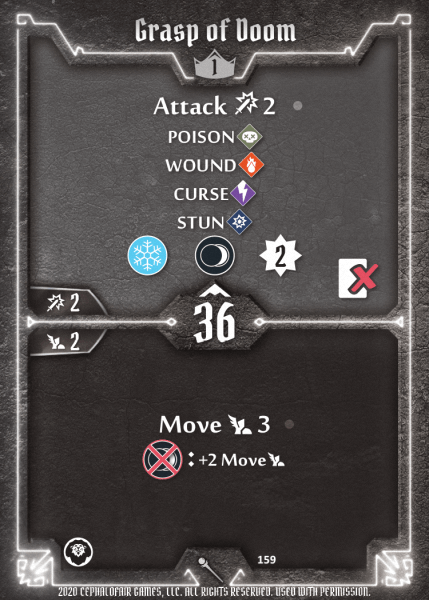 Grasp of Doom
1
Attack 2
POISON
WOUND
CURSE
STUN
2
2
36
2
Move 3
: +2 Move
159
2020 CEPHALOFAIR GAMES, LLC. ALL RIGHTS RESERVED. USED WITH PERMISSION.